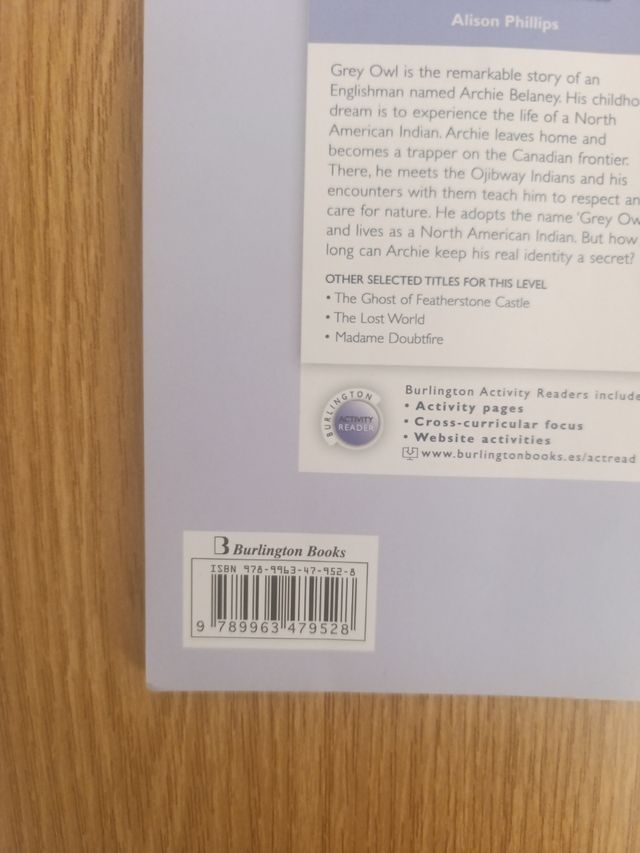 Alison Phillips
Grey Owl is the remarkable story of an
Englishman named Archie Belaney. His childho
dream is to experience the life of a North
American Indian. Archie leaves home and
becomes a trapper on the Canadian frontier.
There, he meets the Ojibway Indians and his
encounters with them teach him to respect an
care for nature. He adopts the name 'Grey Ow
and lives as a North American Indian. But how
long can Archie keep his real identity a secret?
OTHER SELECTED TITLES FOR THIS LEVEL
• The Ghost of Featherstone Castle
• The Lost World
• Madame Doubtfire
BURLINGTON
ACTIVITY
READER
Burlington Activity Readers include
• Activity pages
• Cross-curricular focus
• Website activities
www.burlingtonbooks.es/actread
B Burlington Books
ISBN 978-9963-47-952-8
9 789963 479528